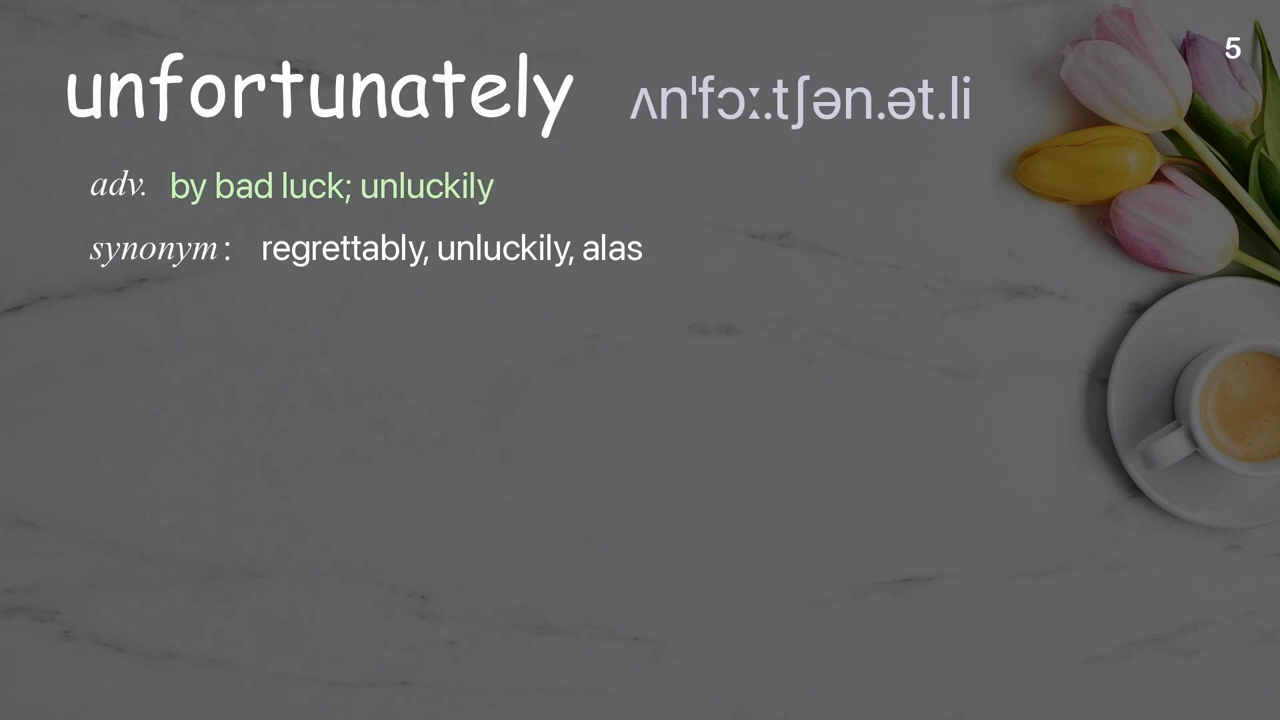 5
unfortunately ʌnˈfɔː.tʃən.ət.li
adv. by bad luck; unluckily
synonym: regrettably, unluckily, alas